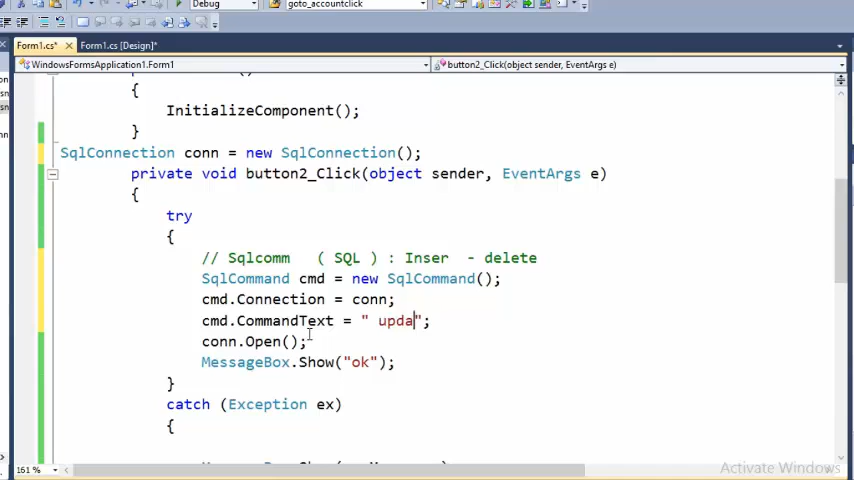 Debug goto_accountclick
Form1.cs* Form1.cs [Design]*
WindowsFormsApplication1.Form1 button2_Click(object sender, EventArgs e)
{
InitializeComponent();
}
SqlConnection conn = new SqlConnection();
private void button2_Click(object sender, EventArgs e)
{
try
{
// Sqlcomm ( SQL ) : Inser - delete
SqlCommand cmd = new SqlCommand();
cmd.Connection = conn;
cmd.CommandText = " upda";
conn.Open();
MessageBox.Show("ok");
}
catch (Exception ex)
{
161 %
Activate Windows